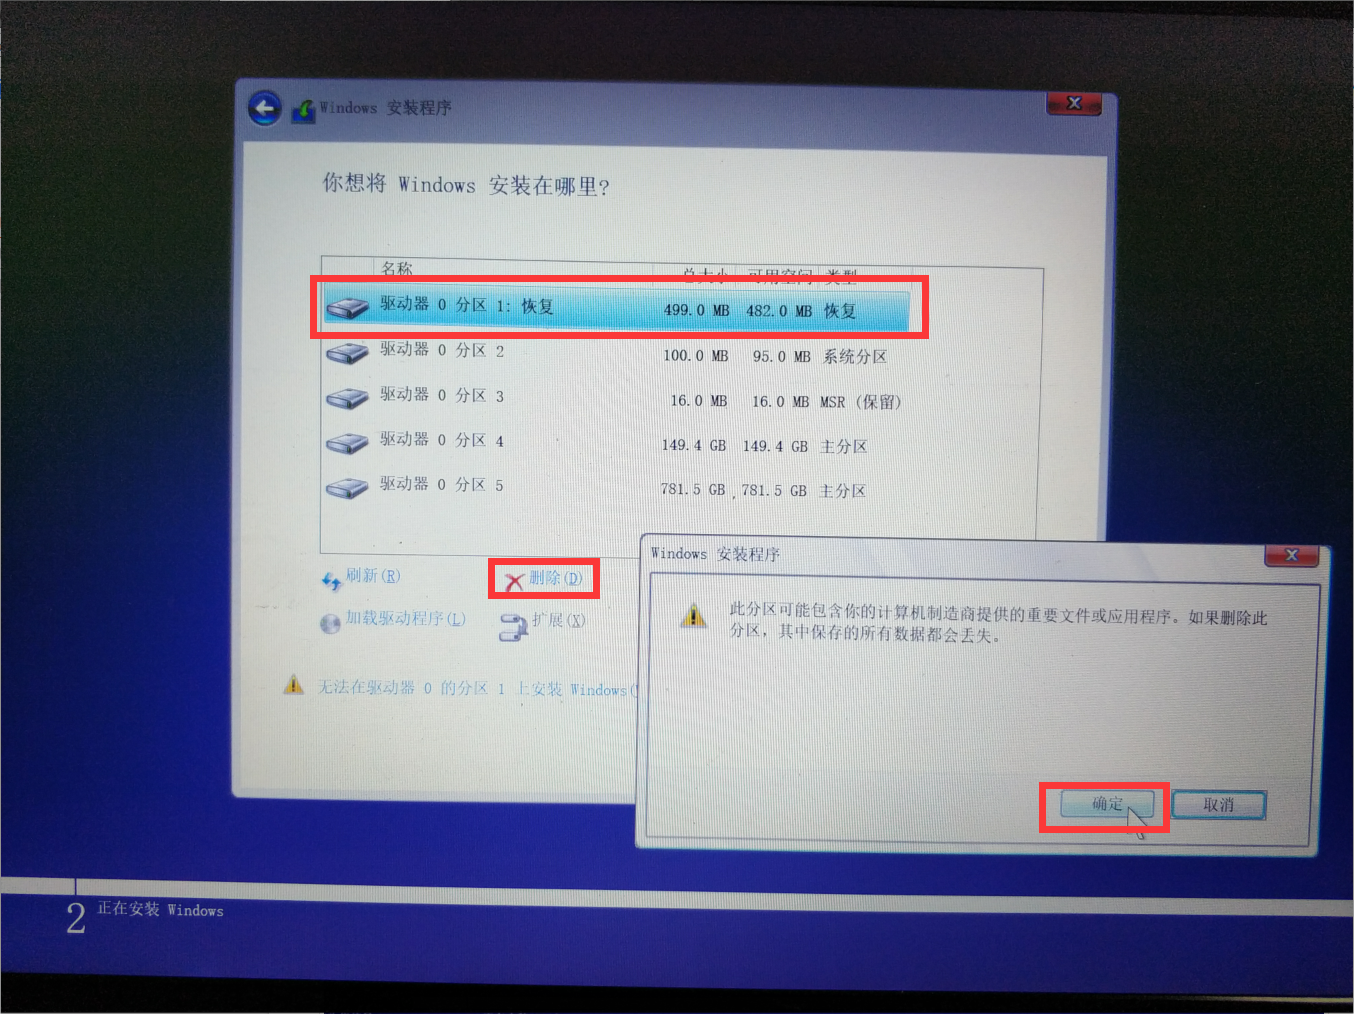 Windows 安装程序
你想将 Windows 安装在哪里?
名称 总大小 可用空间 类型
驱动器 0 分区 1: 恢复 499.0 MB 482.0 MB 恢复
驱动器 0 分区 2 100.0 MB 95.0 MB 系统分区
驱动器 0 分区 3 16.0 MB 16.0 MB MSR (保留)
驱动器 0 分区 4 149.4 GB 149.4 GB 主分区
驱动器 0 分区 5 781.5 GB 781.5 GB 主分区
刷新(R) 删除(D)
加载驱动程序(L) 扩展(X)
无法在驱动器 0 的分区 1 上安装 Windows(
Windows 安装程序
此分区可能包含你的计算机制造商提供的重要文件或应用程序。如果删除此
分区，其中保存的所有数据都会丢失。
确定 取消
2 正在安装 Windows